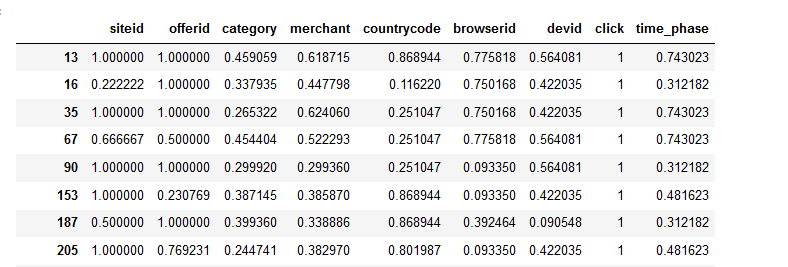 siteid offerid category merchant countrycode browserid devid click time_phase
13 1.000000 1.000000 0.459059 0.618715 0.868944 0.775818 0.564081 1 0.743023
16 0.222222 1.000000 0.337935 0.447798 0.116220 0.750168 0.422035 1 0.312182
35 1.000000 1.000000 0.265322 0.624060 0.251047 0.750168 0.422035 1 0.743023
67 0.666667 0.500000 0.454404 0.522293 0.251047 0.775818 0.564081 1 0.743023
90 1.000000 1.000000 0.299920 0.299360 0.251047 0.093350 0.564081 1 0.312182
153 1.000000 0.230769 0.387145 0.385870 0.868944 0.093350 0.422035 1 0.481623
187 0.500000 1.000000 0.399360 0.338886 0.868944 0.392464 0.090548 1 0.312182
205 1.000000 0.769231 0.244741 0.382970 0.801987 0.093350 0.422035 1 0.481623